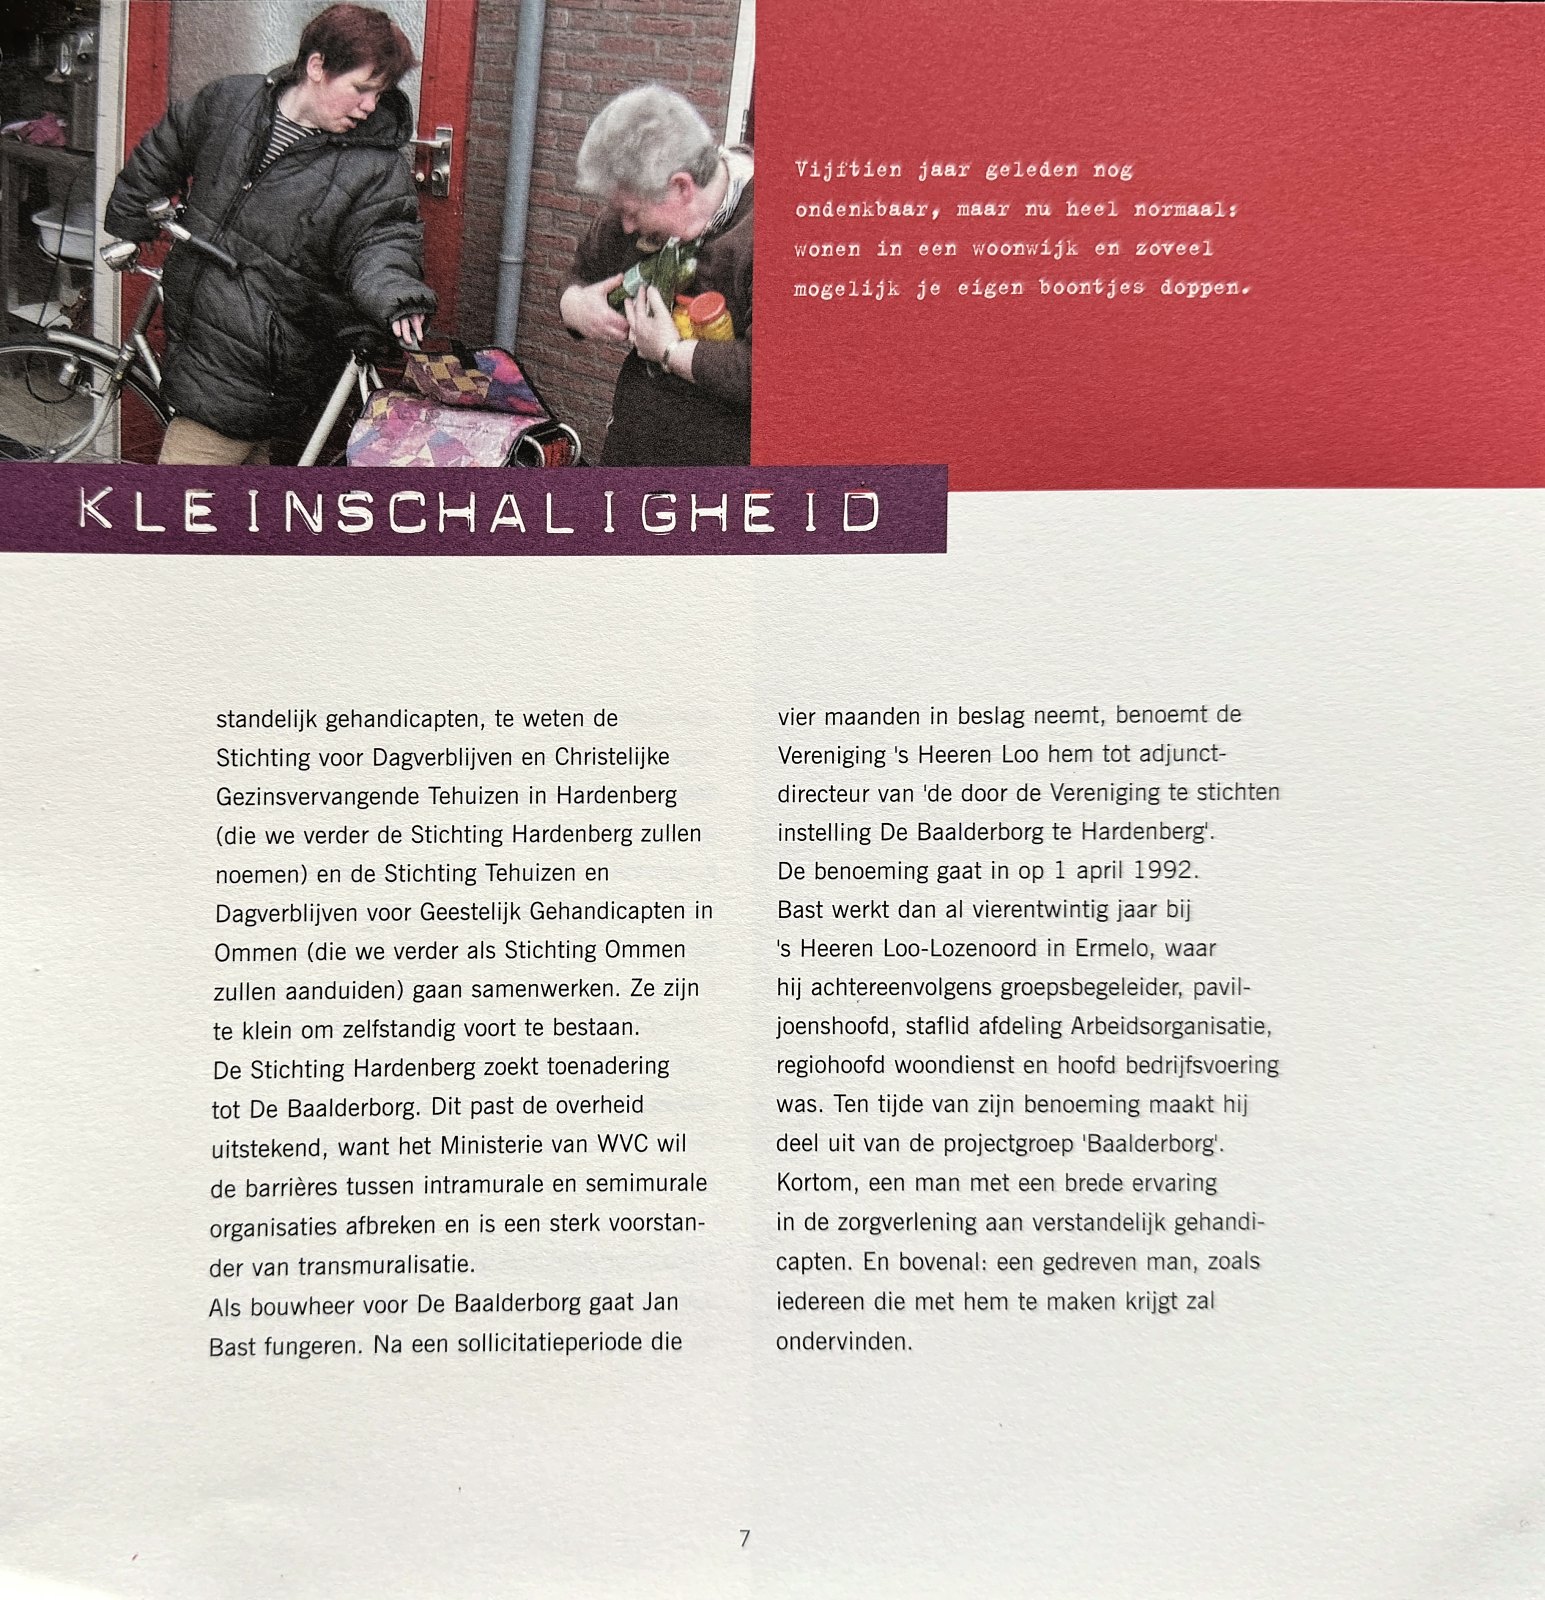 Vijftien jaar geleden nog
ondenkbaar, maar nu heel normaal:
wonen in een woonwijk en zoveel
mogelijk je eigen boontjes doppen.
KLEINSCHALIGHEID
standelijk gehandicapten, te weten de
Stichting voor Dagverblijven en Christelijke
Gezinsvervangende Tehuizen in Hardenberg
(die we verder de Stichting Hardenberg zullen
noemen) en de Stichting Tehuizen en
Dagverblijven voor Geestelijk Gehandicapten in
Ommen (die we verder als Stichting Ommen
zullen aanduiden) gaan samenwerken. Ze zijn
te klein om zelfstandig voort te bestaan.
De Stichting Hardenberg zoekt toenadering
tot De Baalderborg. Dit past de overheid
uitstekend, want het Ministerie van WVC wil
de barrières tussen intramurale en semimurale
organisaties afbreken en is een sterk voorstan-
der van transmuralisatie.
Als bouwheer voor De Baalderborg gaat Jan
Bast fungeren. Na een sollicitatieperiode die
vier maanden in beslag neemt, benoemt de
Vereniging 's Heeren Loo hem tot adjunct-
directeur van 'de door de Vereniging te stichten
instelling De Baalderborg te Hardenberg'.
De benoeming gaat in op 1 april 1992.
Bast werkt dan al vierentwintig jaar bij
's Heeren Loo-Lozenoord in Ermelo, waar
hij achtereenvolgens groepsbegeleider, pavil-
joenshoofd, staflid afdeling Arbeidsorganisatie,
regiohoofd woondienst en hoofd bedrijfsvoering
was. Ten tijde van zijn benoeming maakt hij
deel uit van de projectgroep 'Baalderborg'.
Kortom, een man met een brede ervaring
in de zorgverlening aan verstandelijk gehandi-
capten. En bovenal: een gedreven man, zoals
iedereen die met hem te maken krijgt zal
ondervinden.
7